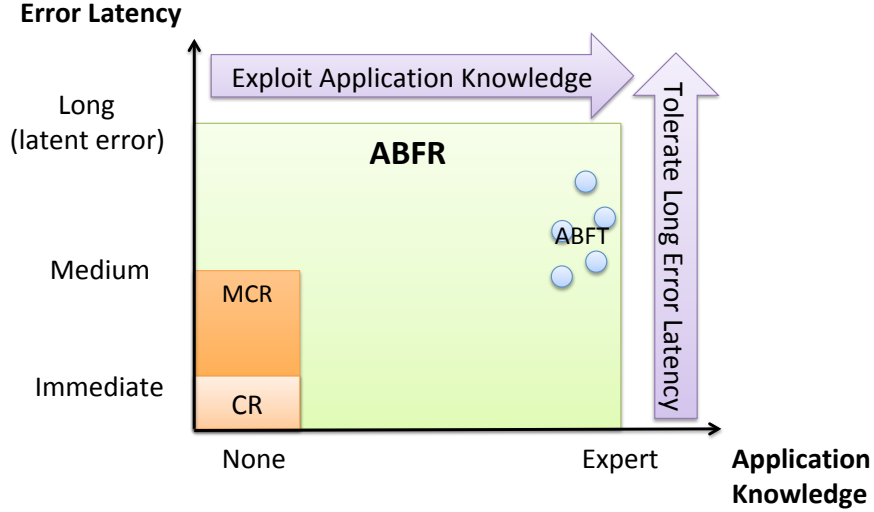 Error Latency
Exploit Application Knowledge
Tolerate Long Error Latency
Long
(latent error)
ABFR
ABFT
Medium
MCR
Immediate
CR
None
Expert
Application
Knowledge